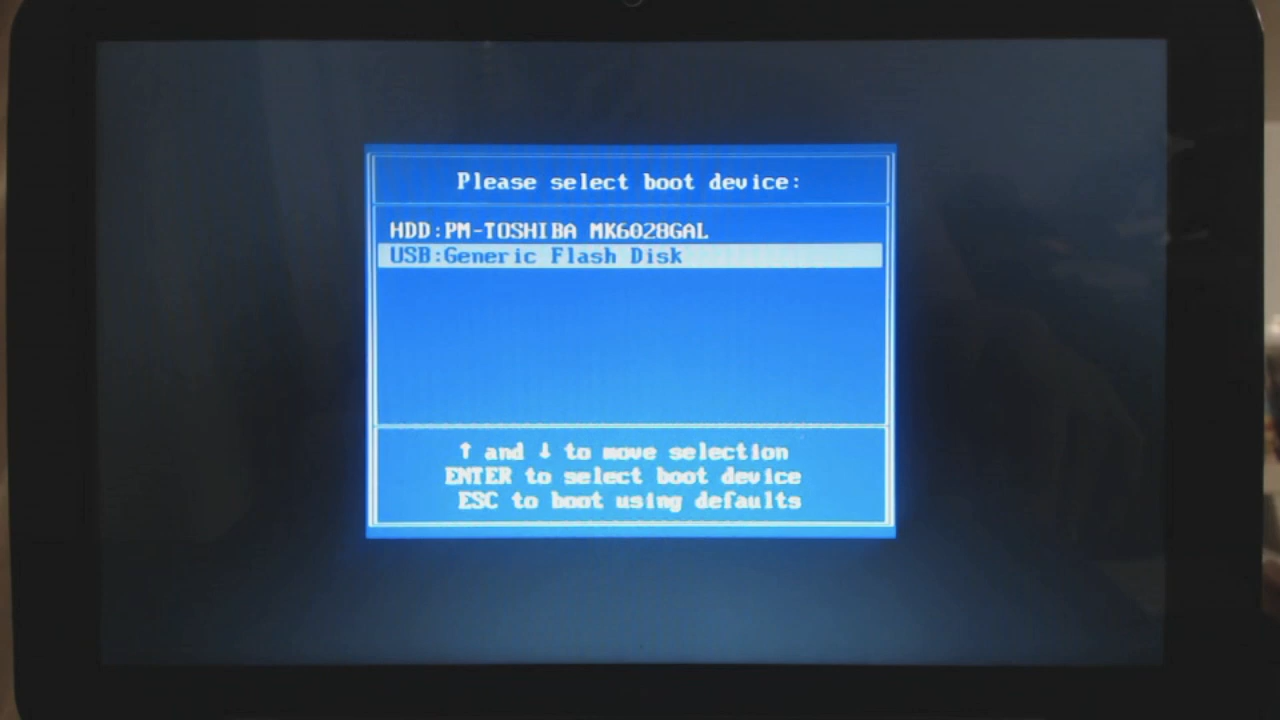 Please select boot device:
HDD:PM-TOSHIBA MK6028GAL
USB:Generic Flash Disk
↑ and ↓ to move selection
ENTER to select boot device
ESC to boot using defaults